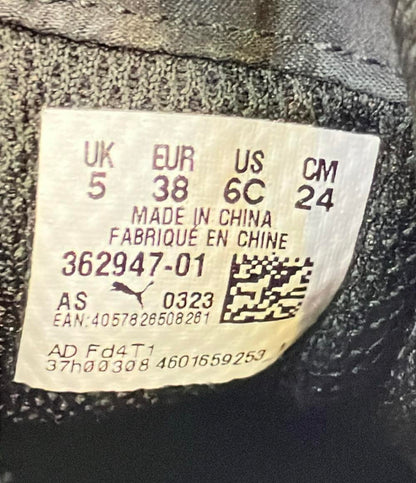 UK EUR US CM
5 38 6C 24
MADE IN CHINA
FABRIQUÉ EN CHINE
362947-01
AS 0323
EAN:4057826508261
AD Fd4T1
37h00308 4601659253